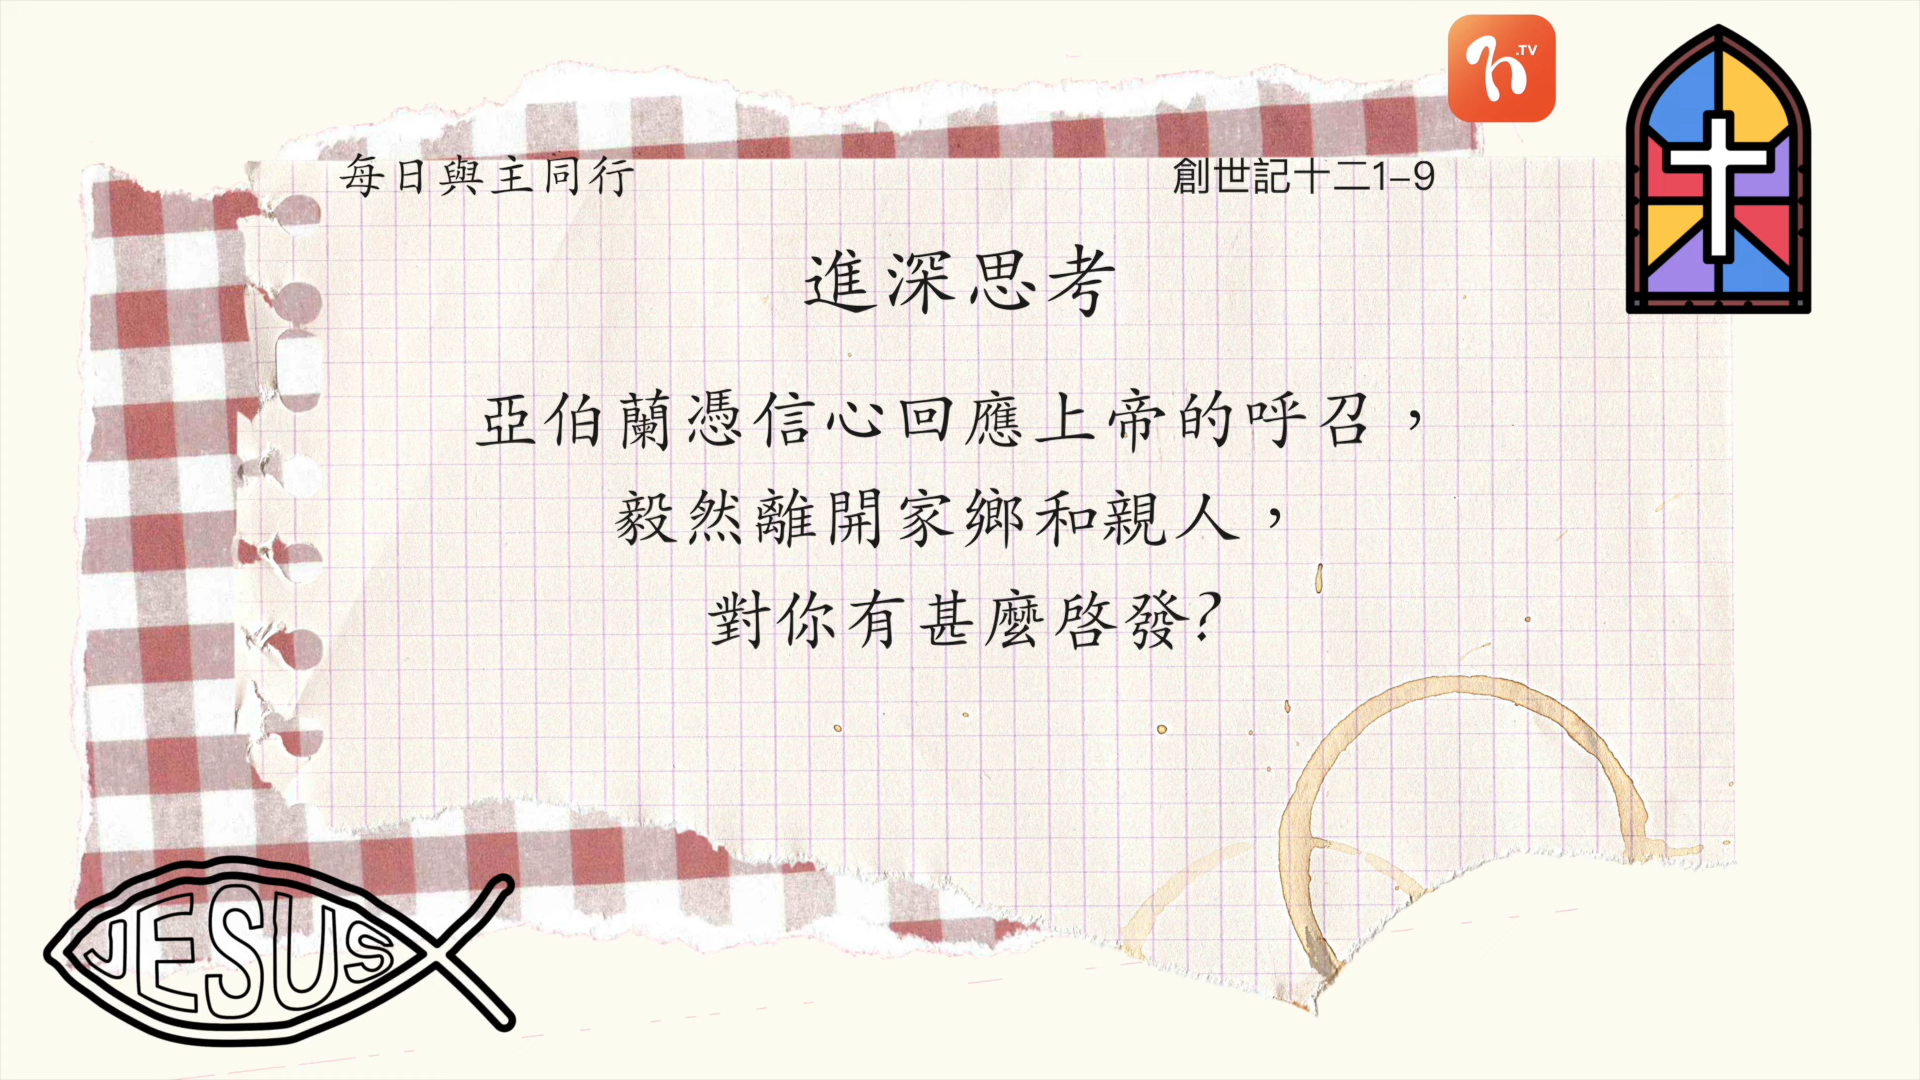 h.TV
每日與主同行
創世記十二1-9
進深思考
亞伯蘭憑信心回應上帝的呼召，
毅然離開家鄉和親人，
對你有甚麼啓發?
JESUS